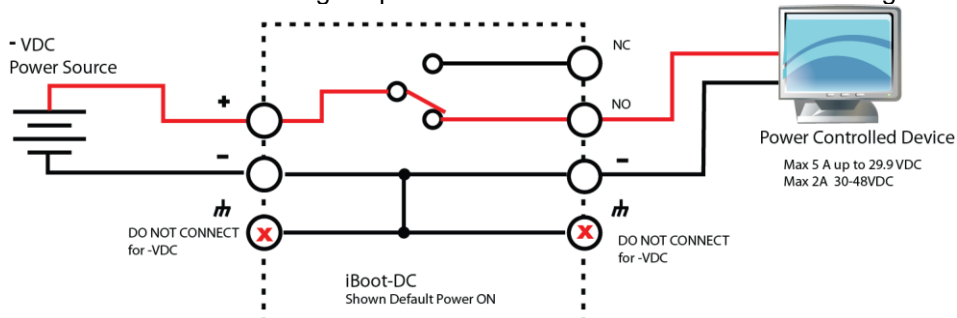 - VDC
Power Source
+
-
DO NOT CONNECT
for -VDC
X
NC
NO
-
X
DO NOT CONNECT
for -VDC
iBoot-DC
Shown Default Power ON
Power Controlled Device
Max 5 A up to 29.9 VDC
Max 2A 30-48VDC